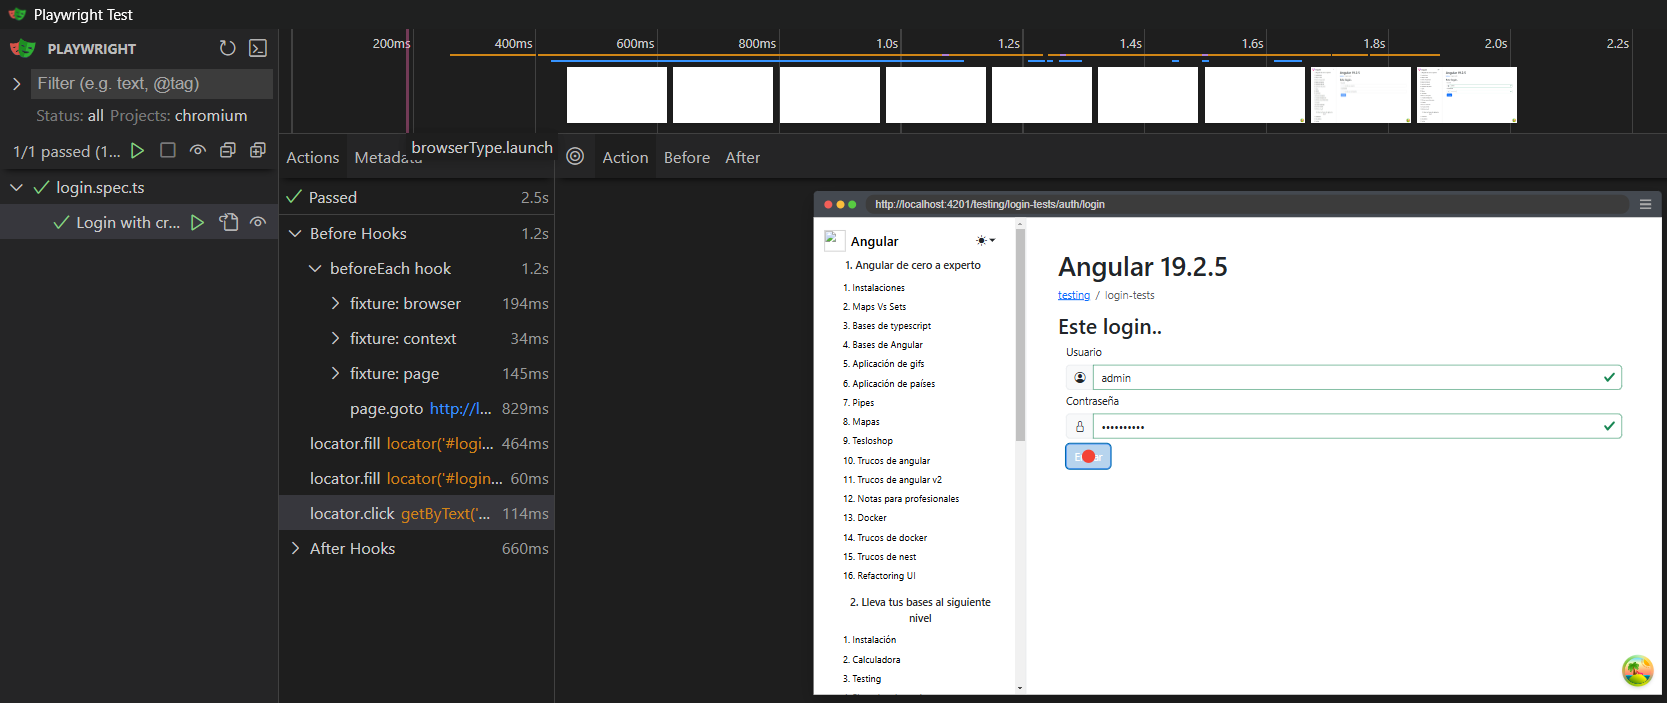 Playwright Test
PLAYWRIGHT
Filter (e.g. text, @tag)
Status: all Projects: chromium
1/1 passed (1...
login.spec.ts
Login with cr...
200ms
400ms
600ms
800ms
1.0s
1.2s
1.4s
1.6s
1.8s
2.0s
2.2s
Actions
Metadata
browserType.launch
Passed 2.5s
Before Hooks 1.2s
beforeEach hook 1.2s
fixture: browser 194ms
fixture: context 34ms
fixture: page 145ms
page.goto http://l... 829ms
locator.fill locator('#logi... 464ms
locator.fill locator('#login... 60ms
locator.click getByText('... 114ms
After Hooks 660ms
Action
Before
After
http://localhost:4201/testing/login-tests/auth/login
Angular
1. Angular de cero a experto
1. Instalaciones
2. Maps Vs Sets
3. Bases de typescript
4. Bases de Angular
5. Aplicación de gifs
6. Aplicación de países
7. Pipes
8. Mapas
9. Tesloshop
10. Trucos de angular
11. Trucos de angular v2
12. Notas para profesionales
13. Docker
14. Trucos de docker
15. Trucos de nest
16. Refactoring UI
2. Lleva tus bases al siguiente
nivel
1. Instalación
2. Calculadora
3. Testing
Angular 19.2.5
testing / login-tests
Este login..
Usuario
admin
Contraseña
••••••••••